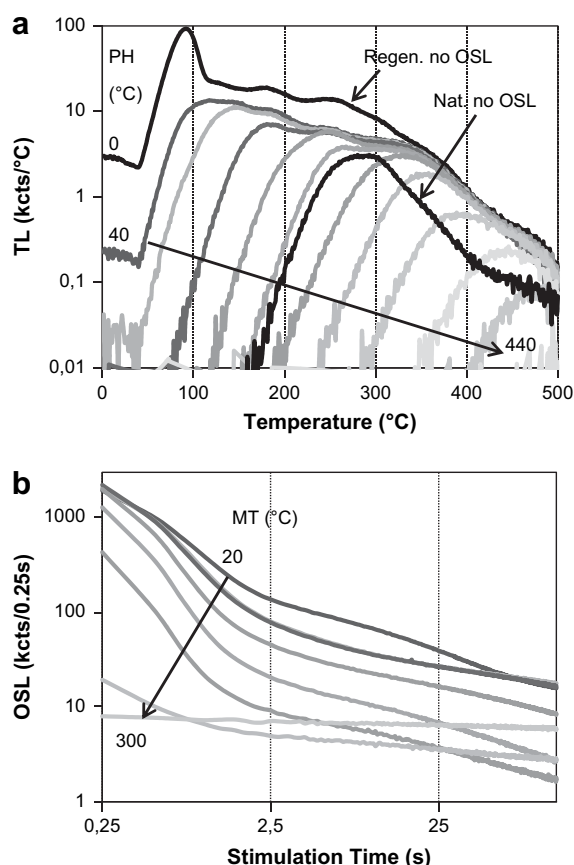 a
100
10
1
0,1
0,01
TL (kcts/°C)
PH
(°C)
0
40
Regen. no OSL
Nat. no OSL
440
0 100 200 300 400 500
Temperature (°C)
b
1000
100
10
1
OSL (kcts/0.25s)
MT (°C)
20
300
0,25 2,5 25
Stimulation Time (s)